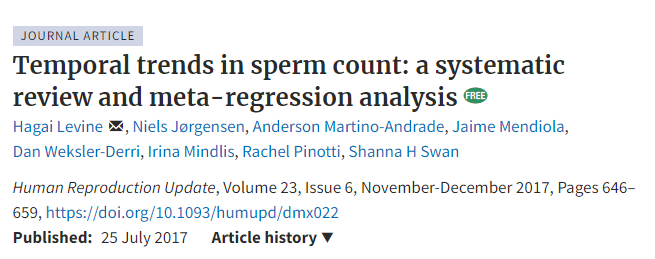 JOURNAL ARTICLE
Temporal trends in sperm count: a systematic
review and meta-regression analysis FREE
Hagai Levine, Niels Jørgensen, Anderson Martino-Andrade, Jaime Mendiola,
Dan Weksler-Derri, Irina Mindlis, Rachel Pinotti, Shanna H Swan
Human Reproduction Update, Volume 23, Issue 6, November-December 2017, Pages 646–
659, https://doi.org/10.1093/humupd/dmx022
Published: 25 July 2017 Article history ▼